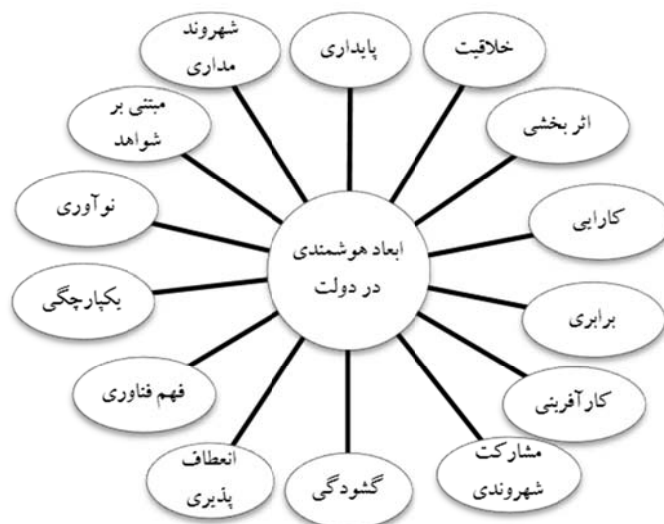 ابعاد هوشمندی
در دولت
پایداری
خلاقیت
اثر بخشی
کارایی
برابری
کارآفرینی
مشارکت
شهروندی
گشودگی
انعطاف
پذیری
فهم فناوری
یکپارچگی
نوآوری
مبتنی بر
شواهد
شهروند
مداری